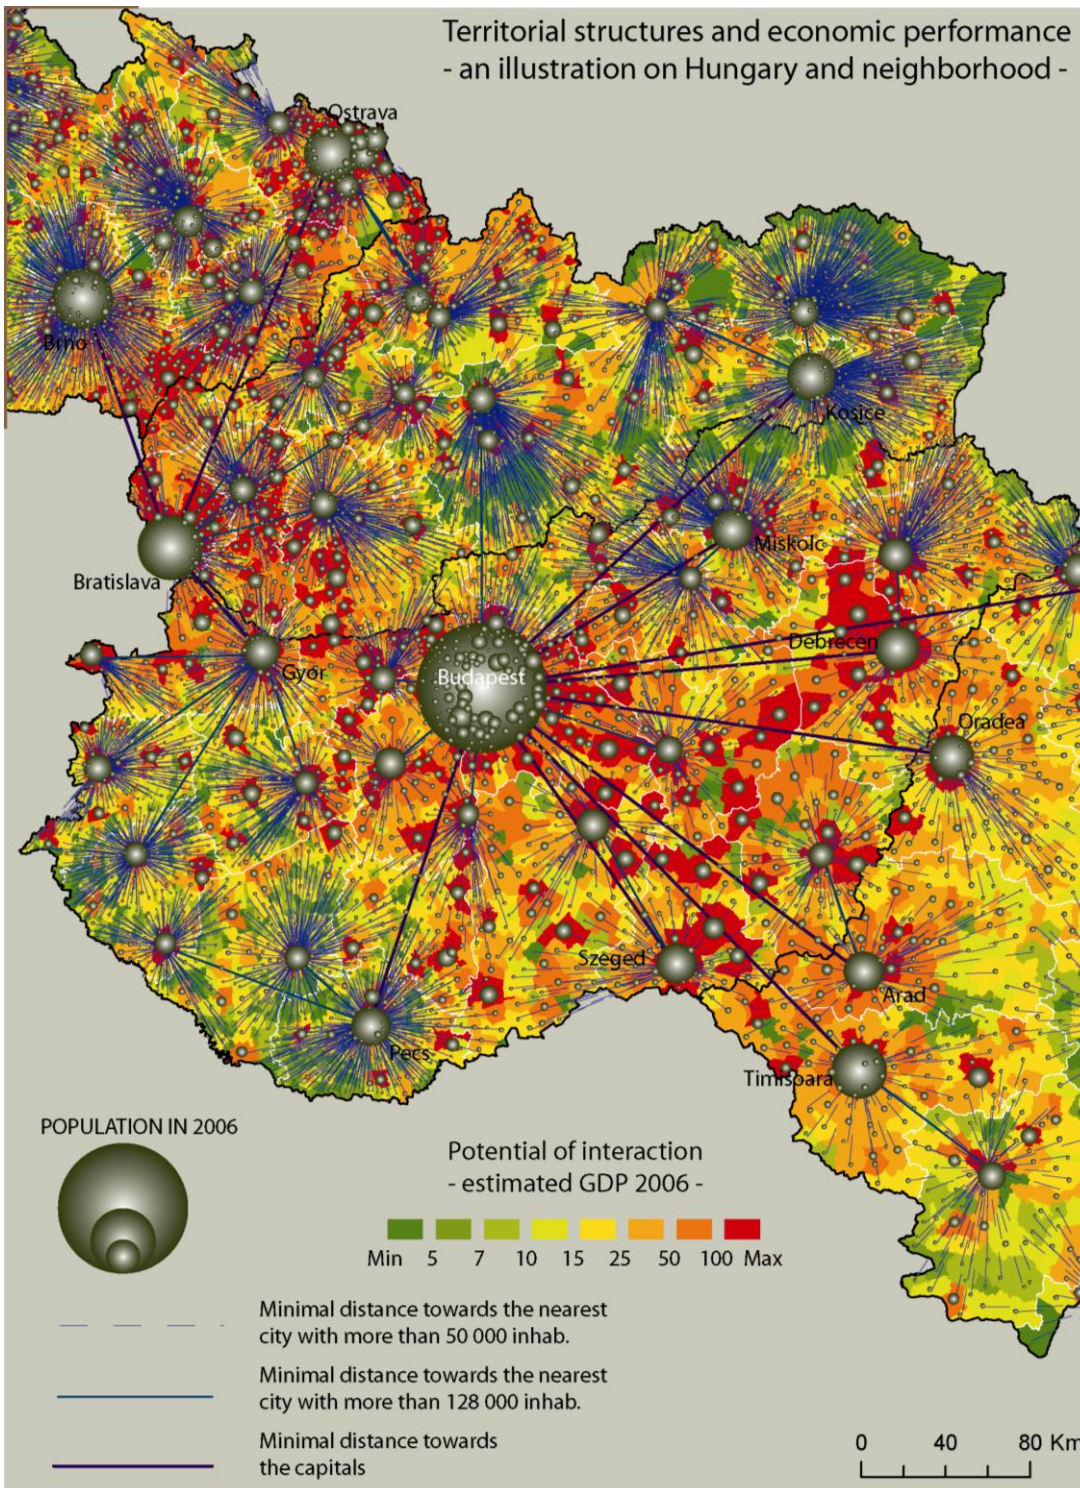 Territorial structures and economic performance
- an illustration on Hungary and neighborhood -
Ostrava
Brno
Kosice
Miskolc
Bratislava
Debrecen
Győr
Budapest
Oradea
Szeged
Arad
Pecs
Timisoara
POPULATION IN 2006
Potential of interaction
- estimated GDP 2006 -
Min 5 7 10 15 25 50 100 Max
Minimal distance towards the nearest
city with more than 50 000 inhab.
Minimal distance towards the nearest
city with more than 128 000 inhab.
Minimal distance towards
the capitals
0 40 80 Km